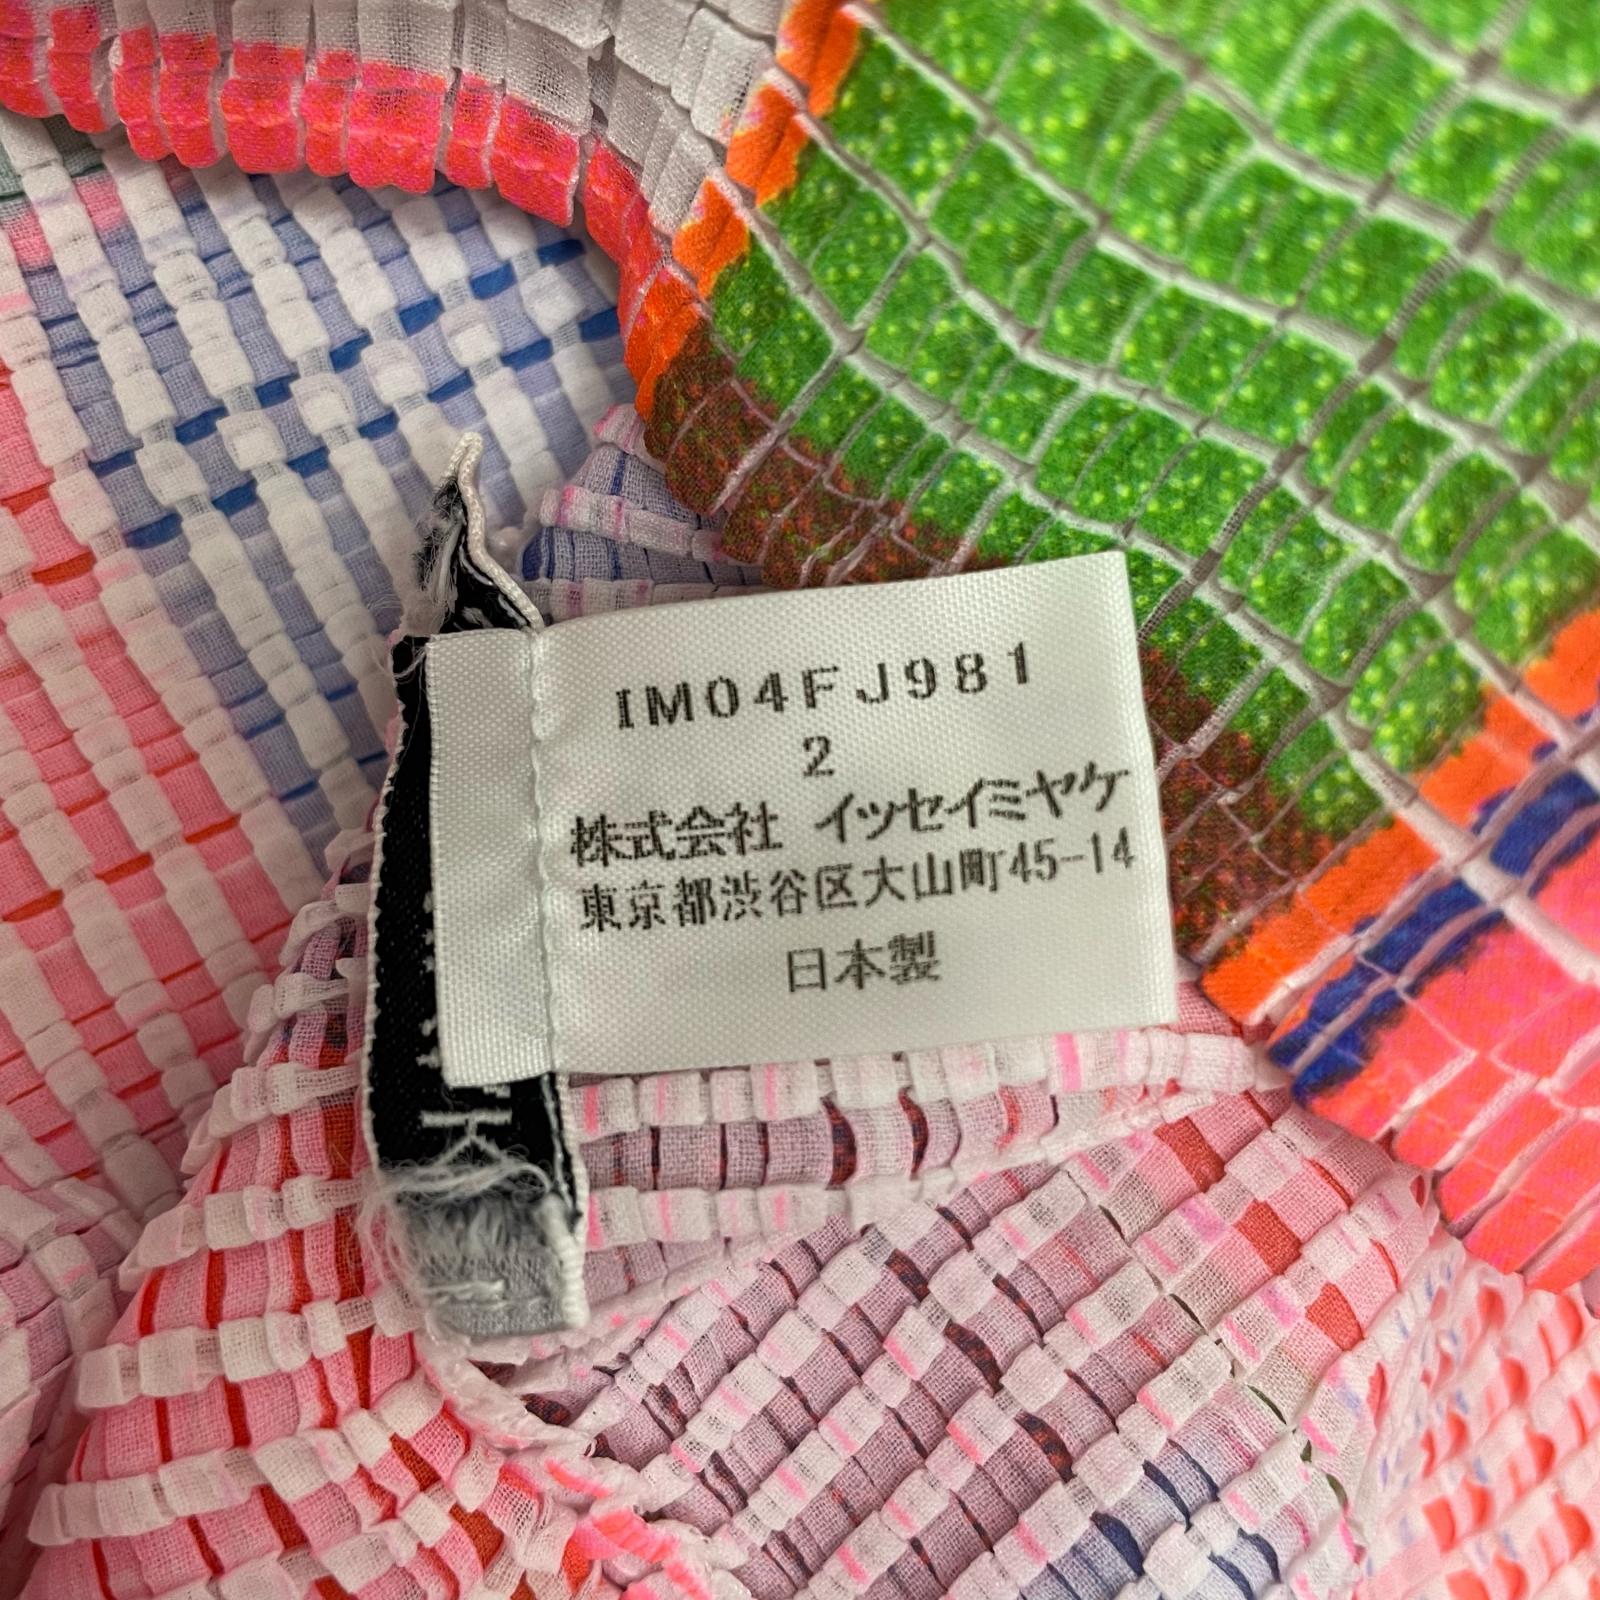 IM04FJ981
2
株式会社 イッセイミヤケ
東京都渋谷区大山町45-14
日本製
K